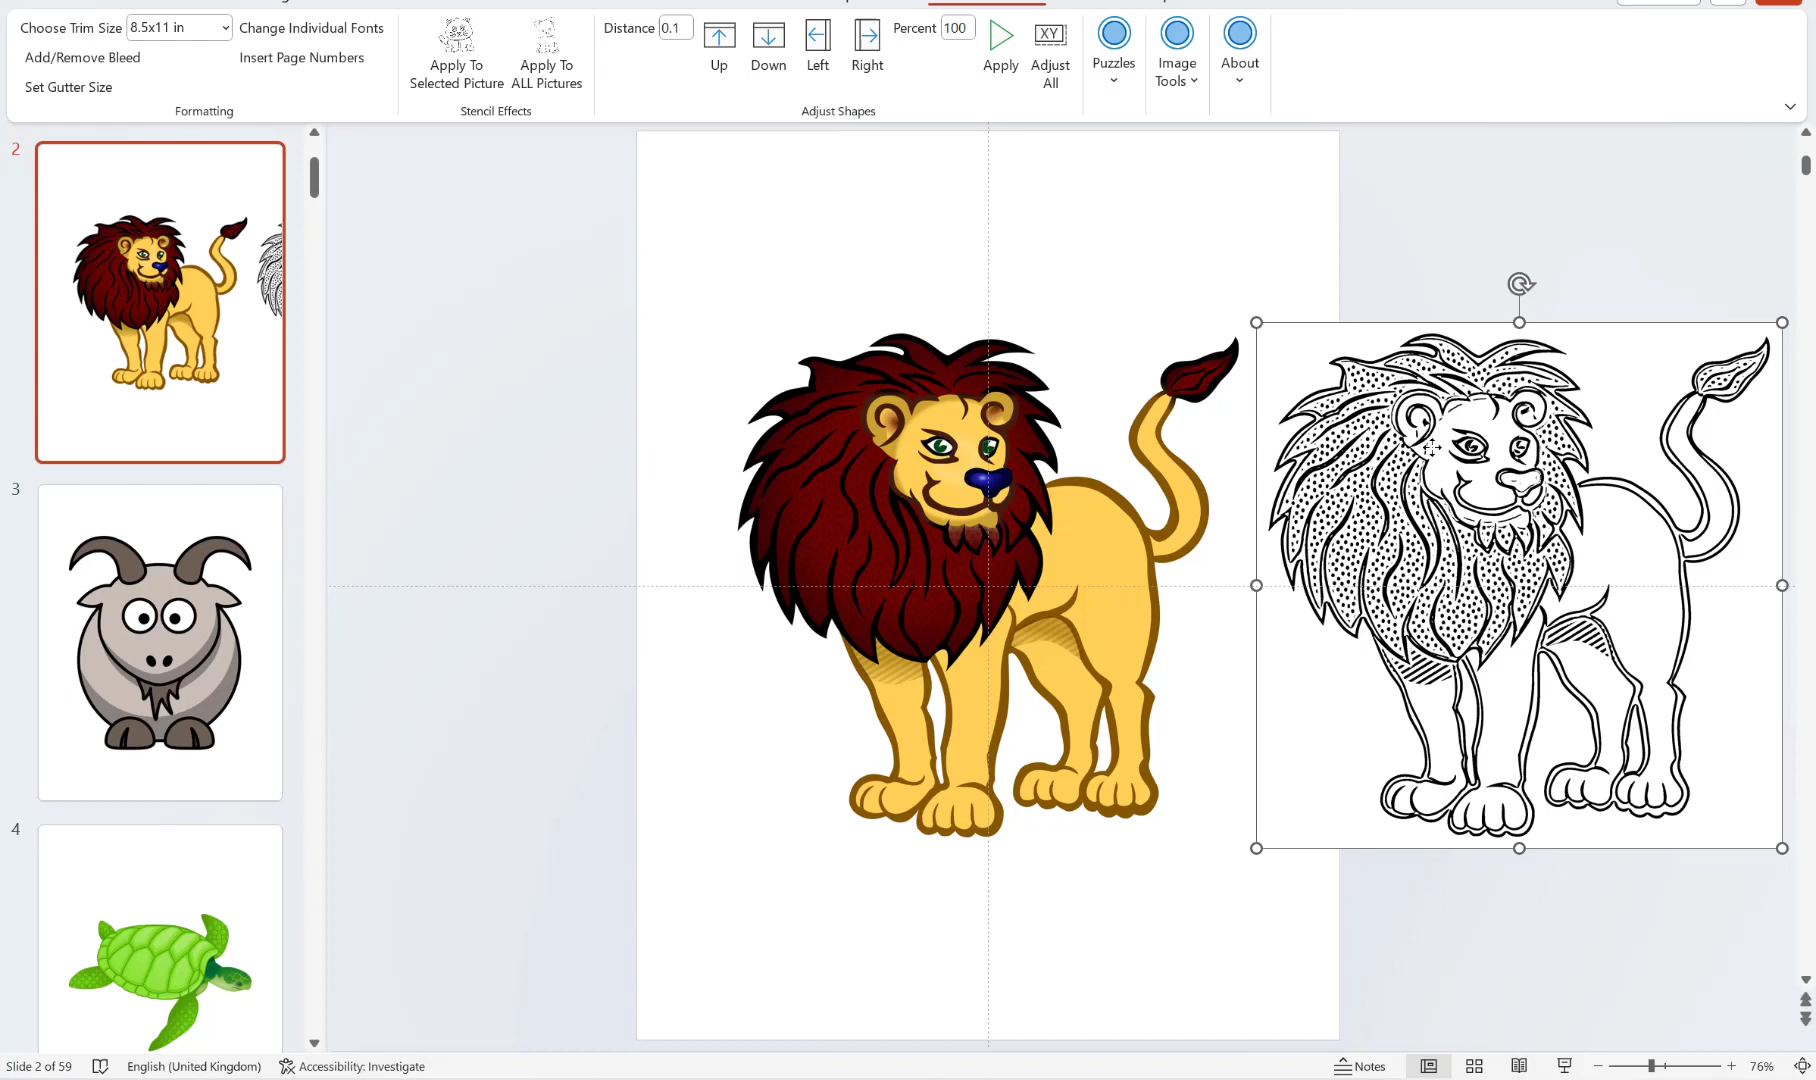 Choose Trim Size 8.5x11 in
Change Individual Fonts
Add/Remove Bleed
Insert Page Numbers
Set Gutter Size
Formatting
Apply To
Selected Picture
Apply To
ALL Pictures
Stencil Effects
Distance 0.1
Up
Down
Left
Right
Percent 100
Apply
XY
Adjust
All
Adjust Shapes
Puzzles
Image
Tools
About
2
3
4
Slide 2 of 59
English (United Kingdom)
Accessibility: Investigate
Notes
76%